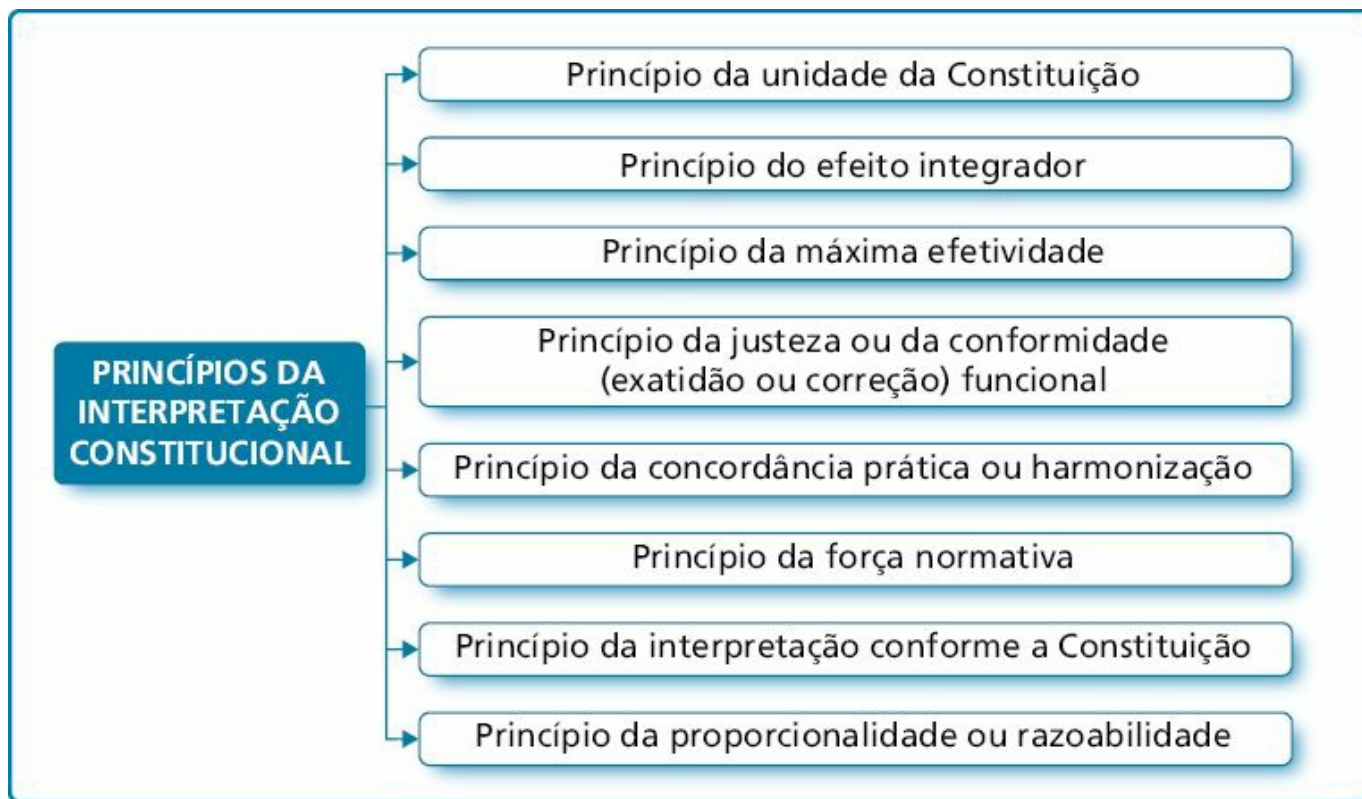 PRINCÍPIOS DA
INTERPRETAÇÃO
CONSTITUCIONAL
Princípio da unidade da Constituição
Princípio do efeito integrador
Princípio da máxima efetividade
Princípio da justeza ou da conformidade
(exatidão ou correção) funcional
Princípio da concordância prática ou harmonização
Princípio da força normativa
Princípio da interpretação conforme a Constituição
Princípio da proporcionalidade ou razoabilidade